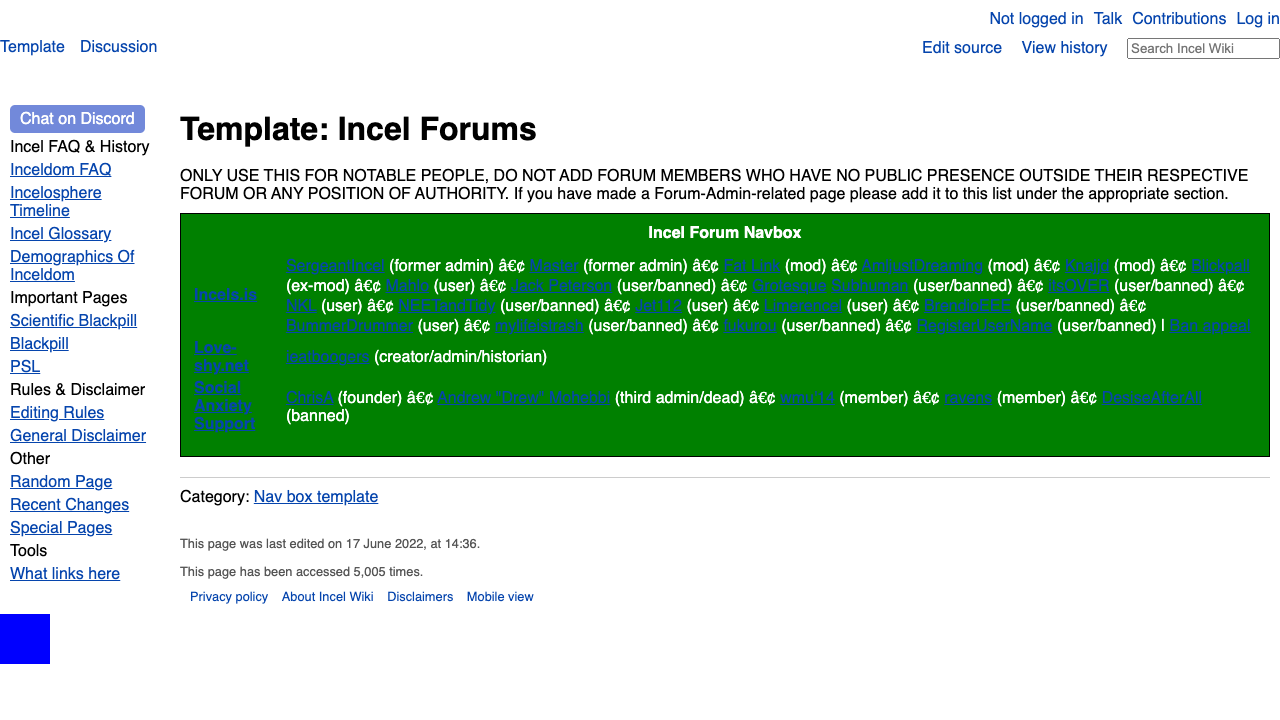 Not logged in Talk Contributions Log in
Template Discussion Edit source View history Search Incel Wiki
Chat on Discord
Incel FAQ & History
Inceldom FAQ
Incelosphere
Timeline
Incel Glossary
Demographics Of
Inceldom
Important Pages
Scientific Blackpill
Blackpill
PSL
Rules & Disclaimer
Editing Rules
General Disclaimer
Other
Random Page
Recent Changes
Special Pages
Tools
What links here
Template: Incel Forums
ONLY USE THIS FOR NOTABLE PEOPLE, DO NOT ADD FORUM MEMBERS WHO HAVE NO PUBLIC PRESENCE OUTSIDE THEIR RESPECTIVE
FORUM OR ANY POSITION OF AUTHORITY. If you have made a Forum-Admin-related page please add it to this list under the appropriate section.
Incel Forum Navbox
Incels.is
SergeantIncel (former admin) â€¢ Master (former admin) â€¢ Fat Link (mod) â€¢ AmIjustDreaming (mod) â€¢ Knajjd (mod) â€¢ Blickpall
(ex-mod) â€¢ Mahlo (user) â€¢ Jack Peterson (user/banned) â€¢ Grotesque Subhuman (user/banned) â€¢ itsOVER (user/banned) â€¢
NKL (user) â€¢ NEETandTidy (user/banned) â€¢ Jef112 (user) â€¢ Limerencel (user) â€¢ BrendioEEE (user/banned) â€¢
BummerDrummer (user) â€¢ mylifeistrash (user/banned) â€¢ fukurou (user/banned) â€¢ RegisterUserName (user/banned) | Ban appeal
Love-
shy.net
ieatboogers (creator/admin/historian)
Social
Anxiety
Support
ChrisA (founder) â€¢ Andrew "Drew" Mohebbi (third admin/dead) â€¢ wmu'14 (member) â€¢ ravens (member) â€¢ DesiseAfterAll
(banned)
Category: Nav box template
This page was last edited on 17 June 2022, at 14:36.
This page has been accessed 5,005 times.
Privacy policy About Incel Wiki Disclaimers Mobile view